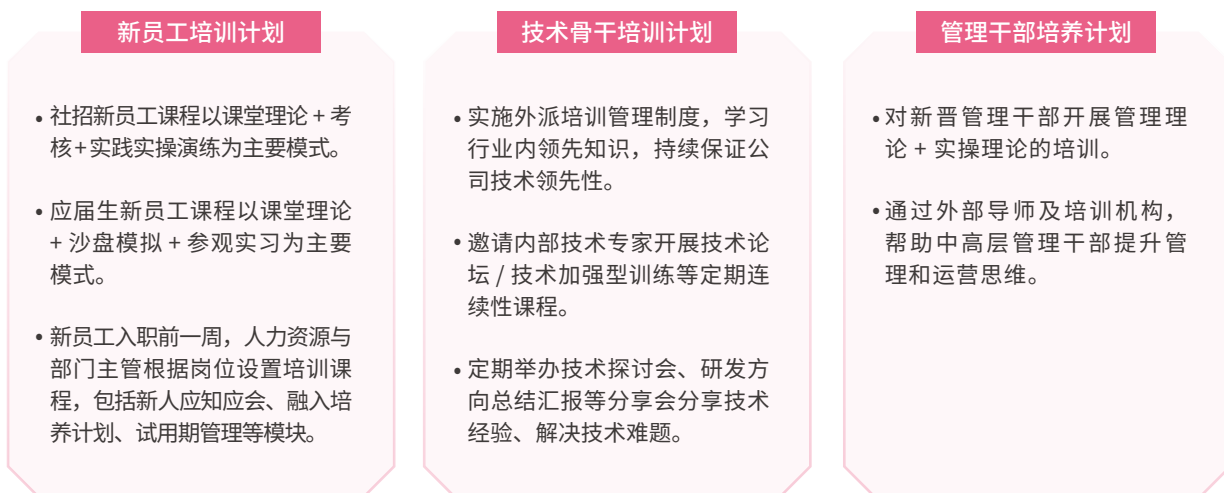 新员工培训计划
• 社招新员工课程以课堂理论 + 考
核+实践实操演练为主要模式。
• 应届生新员工课程以课堂理论
+ 沙盘模拟 + 参观实习为主要
模式。
• 新员工入职前一周，人力资源与
部门主管根据岗位设置培训课
程，包括新人应知应会、融入培
养计划、试用期管理等模块。
技术骨干培训计划
• 实施外派培训管理制度，学习
行业内领先知识，持续保证公
司技术领先性。
• 邀请内部技术专家开展技术论
坛 / 技术加强型训练等定期连
续性课程。
• 定期举办技术探讨会、研发方
向总结汇报等分享会分享技术
经验、解决技术难题。
管理干部培养计划
• 对新晋管理干部开展管理理
论 + 实操理论的培训。
• 通过外部导师及培训机构，
帮助中高层管理干部提升管
理和运营思维。